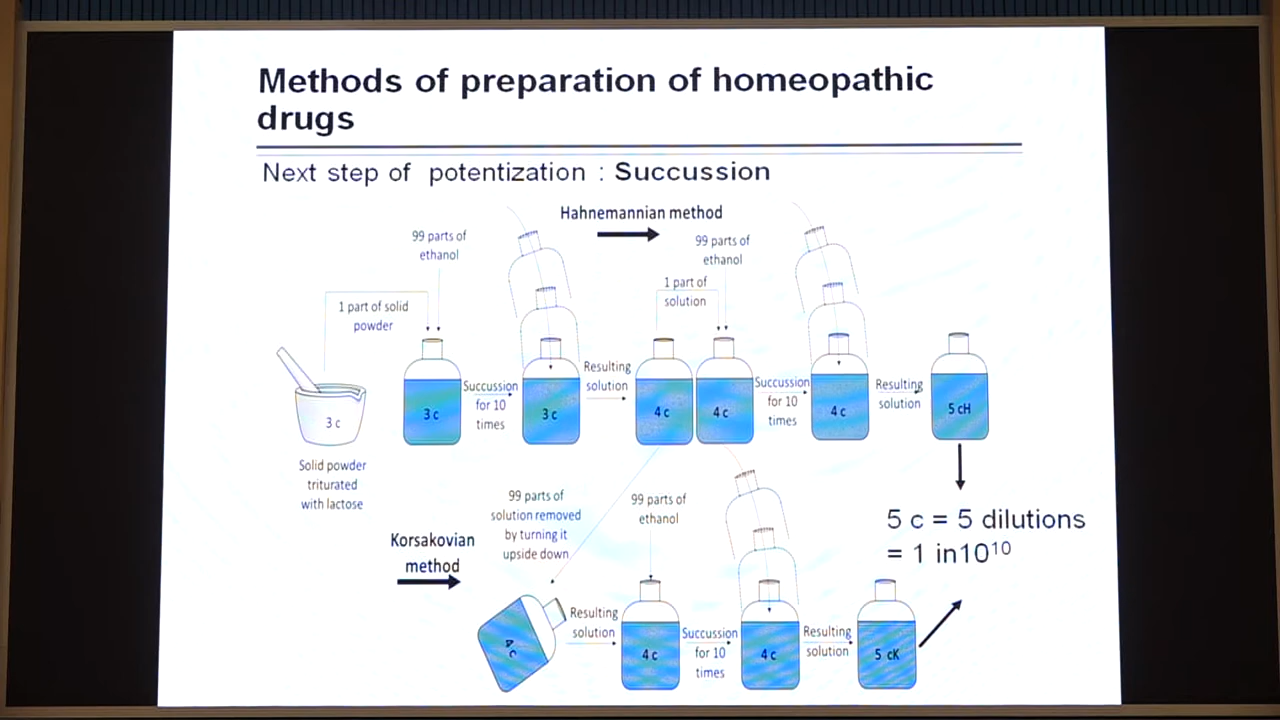 Methods of preparation of homeopathic
drugs
Next step of potentization : Succussion
Hahnemannian method
99 parts of
ethanol
99 parts of
ethanol
1 part of solid
powder
1 part of
solution
3 c
3 c
Succussion
for 10
times
3 c
Resulting
solution
4 c
4 c
Succussion
for 10
times
4 c
Resulting
solution
5 cH
Solid powder
triturated
with lactose
99 parts of
solution removed
by turning it
upside down
99 parts of
ethanol
5 c = 5 dilutions
= 1 in10¹⁰
Korsakovian
method
4 c
Resulting
solution
4 c
Succussion
for 10
times
4 c
Resulting
solution
5 cK